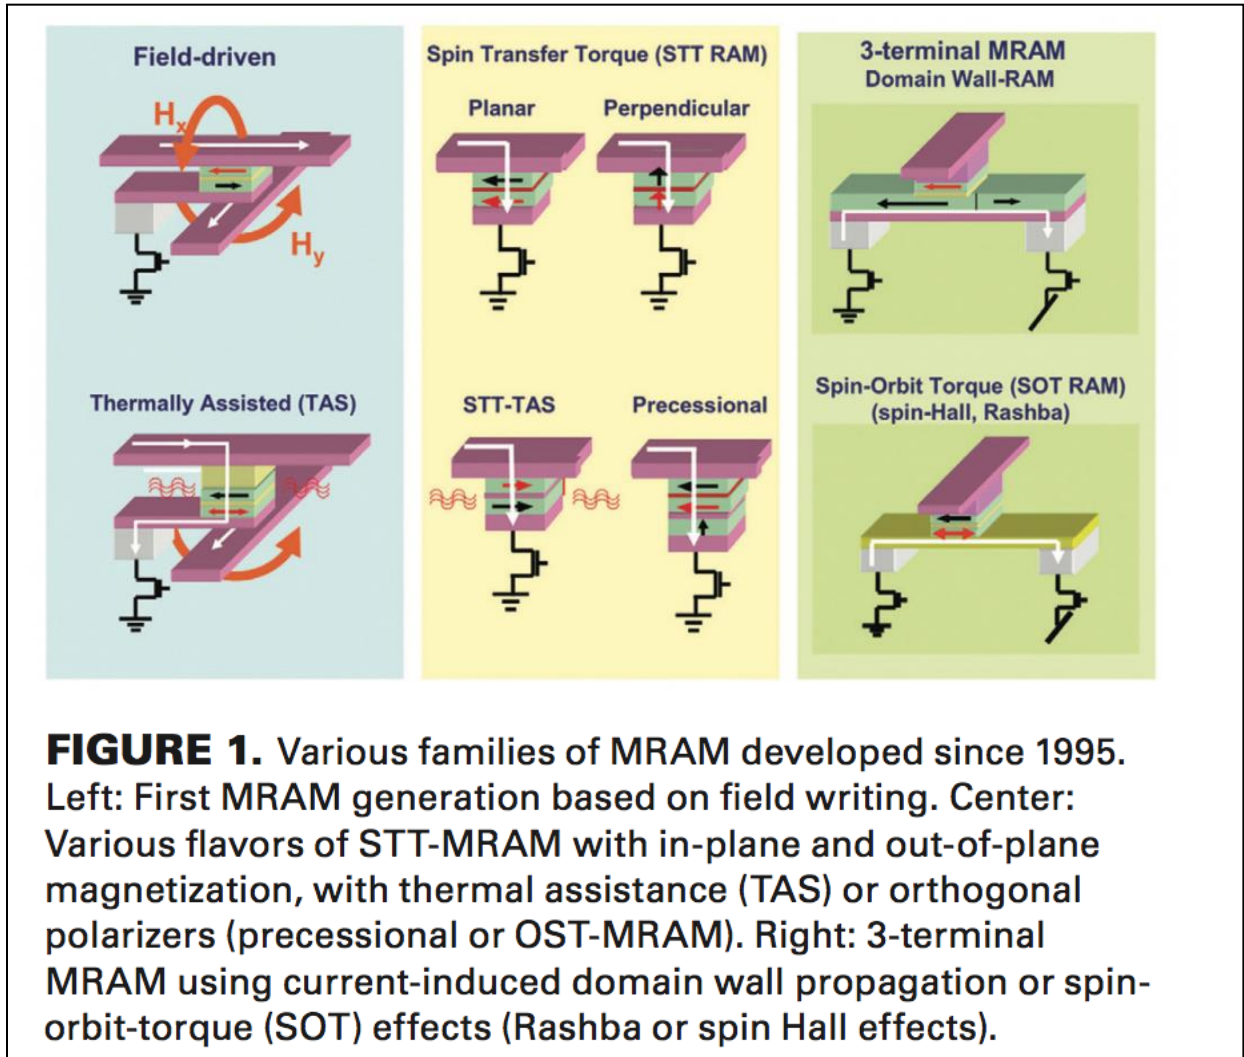 Field-driven
Hx
Hy
Thermally Assisted (TAS)
Spin Transfer Torque (STT RAM)
Planar
Perpendicular
STT-TAS
Precessional
3-terminal MRAM
Domain Wall-RAM
Spin-Orbit Torque (SOT RAM)
(spin-Hall, Rashba)
FIGURE 1. Various families of MRAM developed since 1995.
Left: First MRAM generation based on field writing. Center:
Various flavors of STT-MRAM with in-plane and out-of-plane
magnetization, with thermal assistance (TAS) or orthogonal
polarizers (precessional or OST-MRAM). Right: 3-terminal
MRAM using current-induced domain wall propagation or spin-
orbit-torque (SOT) effects (Rashba or spin Hall effects).